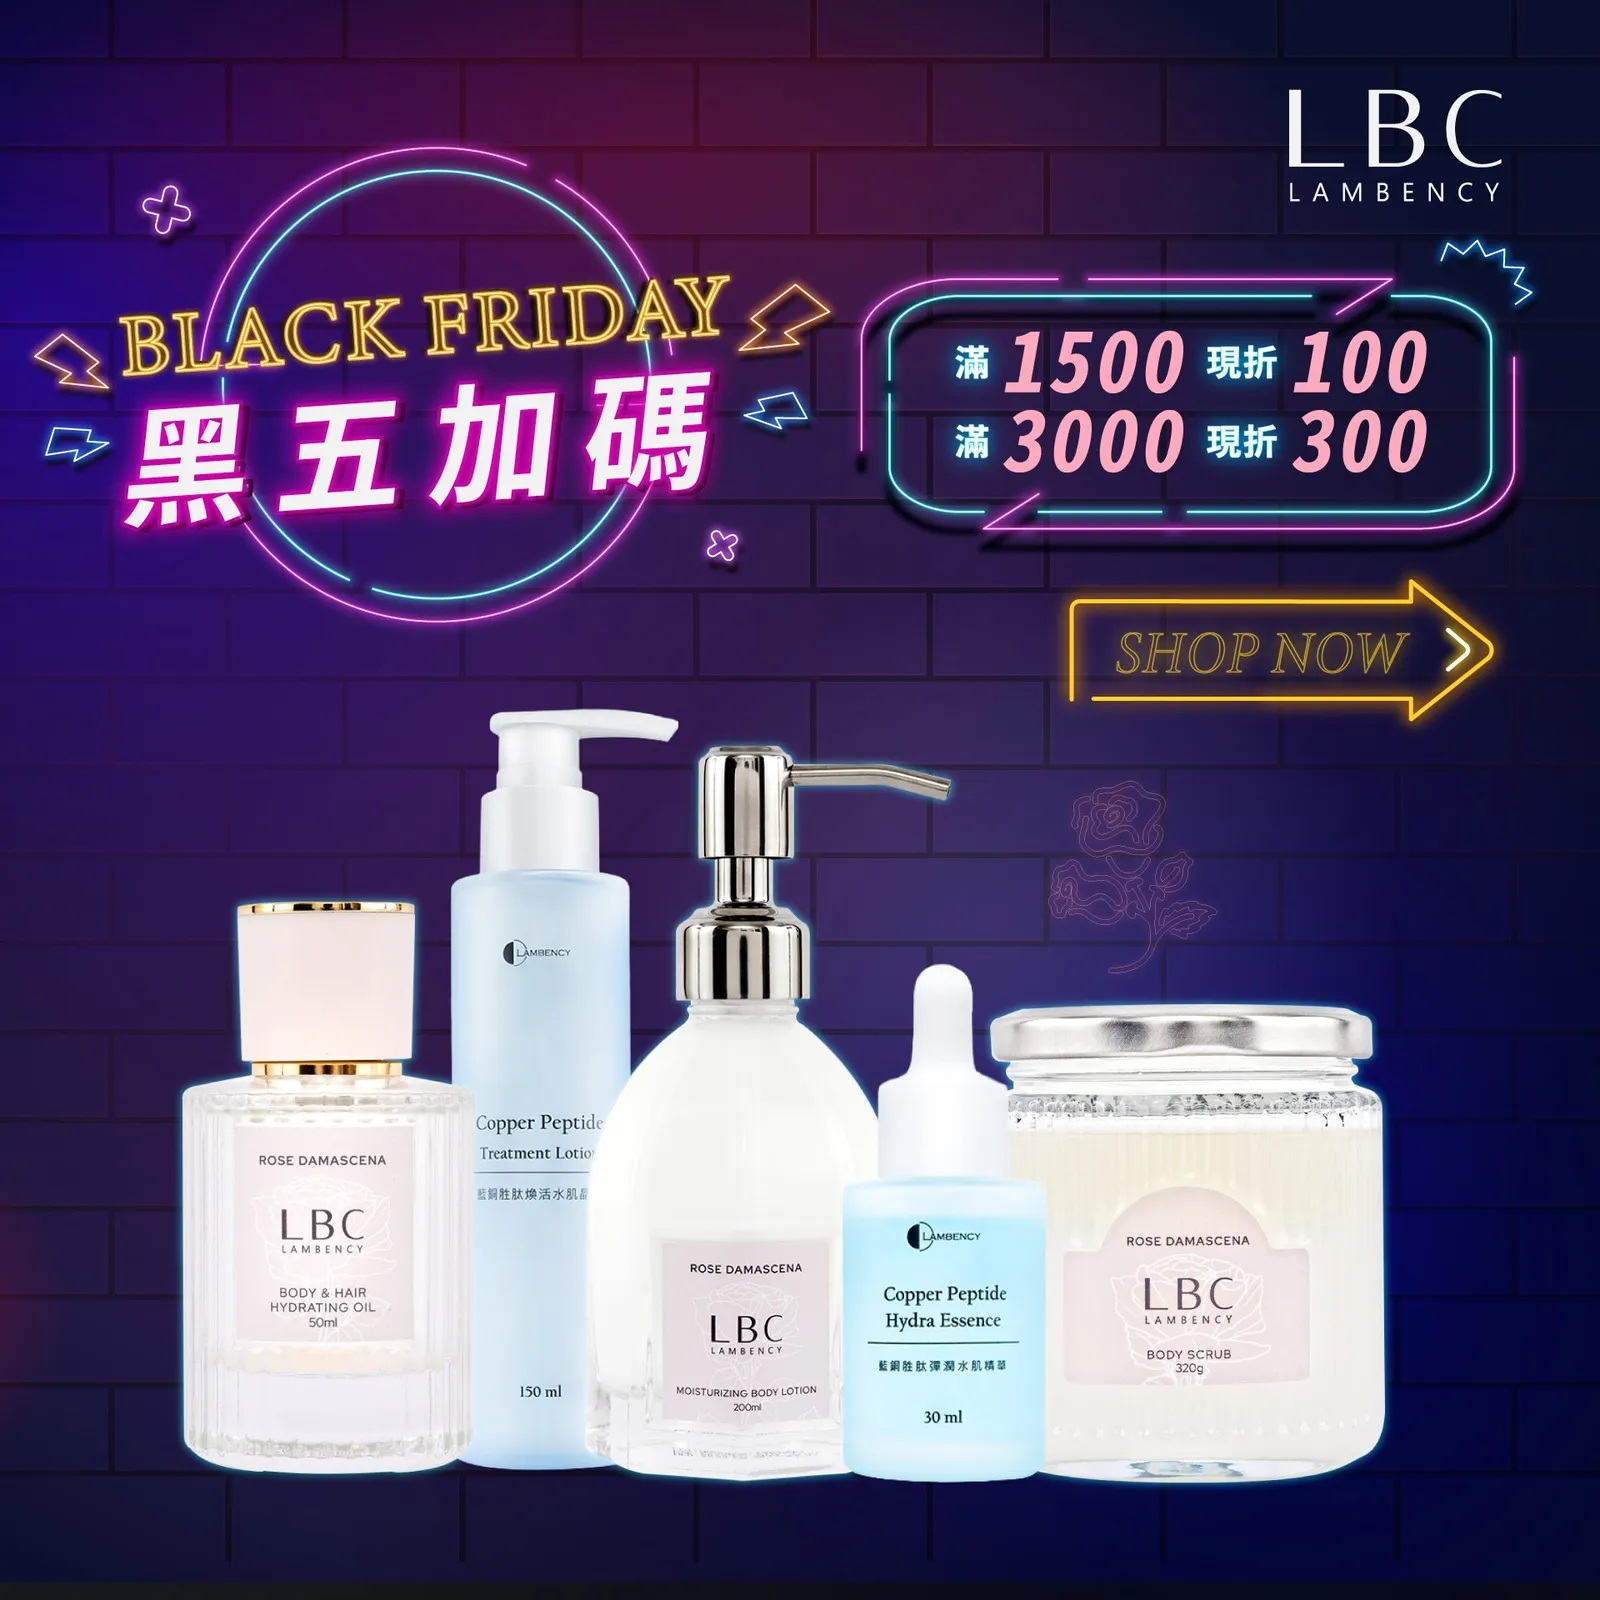 LBC
LAMBENCY
BLACK FRIDAY
黑五加碼
滿 1500 現折 100
滿 3000 現折 300
SHOP NOW
ROSE DAMASCENA
LBC
LAMBENCY
BODY & HAIR
HYDRATING OIL
50ml
LAMBENCY
Copper Peptide
Treatment Lotion
藍銅胜肽煥活水肌晶
150 ml
ROSE DAMASCENA
LBC
LAMBENCY
MOISTURIZING BODY LOTION
200ml
LAMBENCY
Copper Peptide
Hydra Essence
藍銅胜肽彈潤水肌精華
30 ml
ROSE DAMASCENA
LBC
LAMBENCY
BODY SCRUB
320g